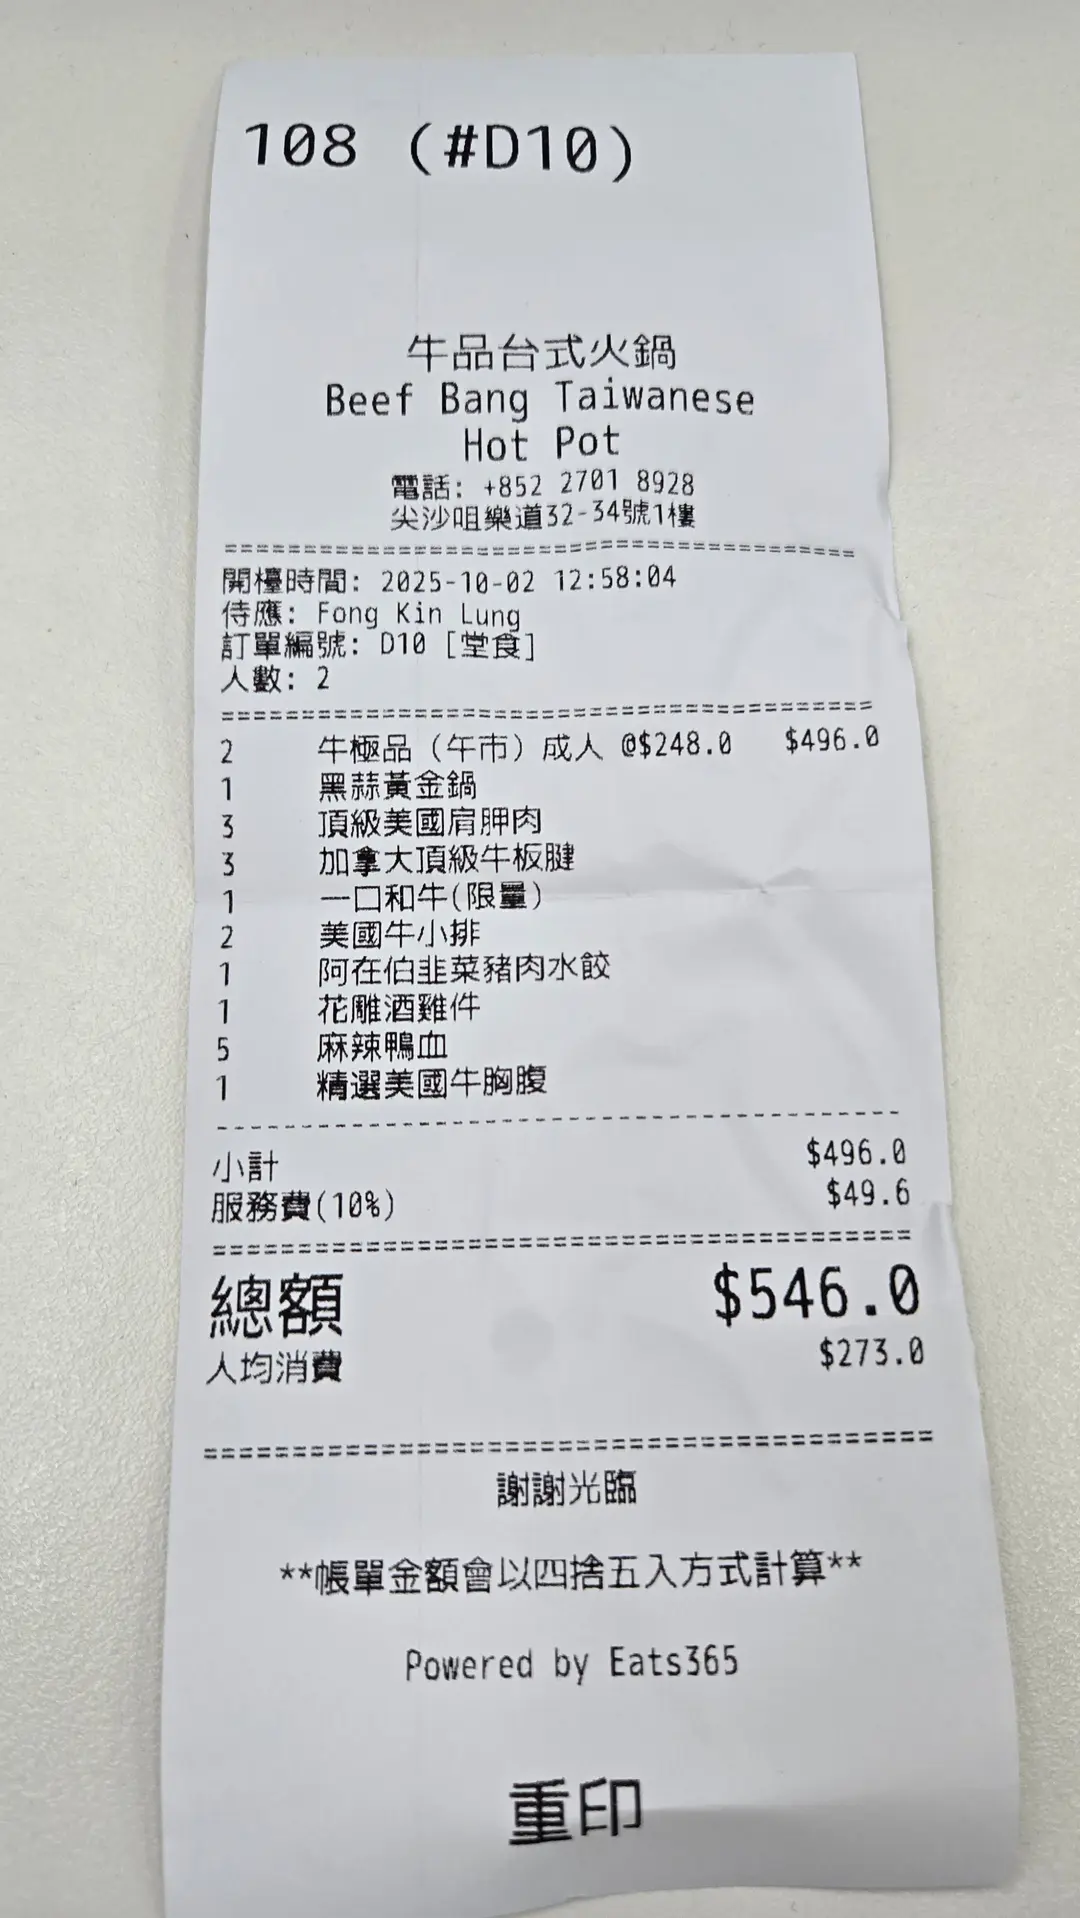 108 (#D10)
牛品台式火鍋
Beef Bang Taiwanese
Hot Pot
電話: +852 2701 8928
尖沙咀樂道32-34號1樓
========================================
開檯時間: 2025-10-02 12:58:04
侍應: Fong Kin Lung
訂單編號: D10 [堂食]
人數: 2
========================================
2 牛極品（午市）成人 @$248.0 $496.0
1 黑蒜黃金鍋
3 頂級美國肩胛肉
3 加拿大頂級牛板腱
1 一口和牛(限量)
2 美國牛小排
1 阿在伯韭菜豬肉水餃
1 花雕酒雞件
5 麻辣鴨血
1 精選美國牛胸腹
----------------------------------------
小計 $496.0
服務費(10%) $49.6
========================================
總額 $546.0
人均消費 $273.0
========================================
謝謝光臨
**帳單金額會以四捨五入方式計算**
Powered by Eats365
重印